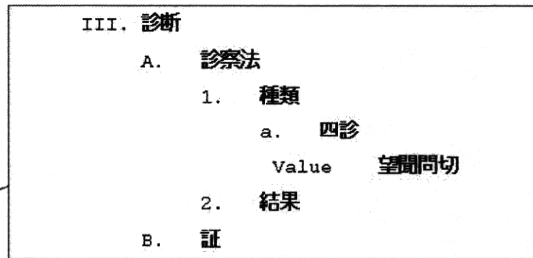 III. 診断
A. 診察法
1. 種類
a. 四診
Value 望聞問切
2. 結果
B. 証